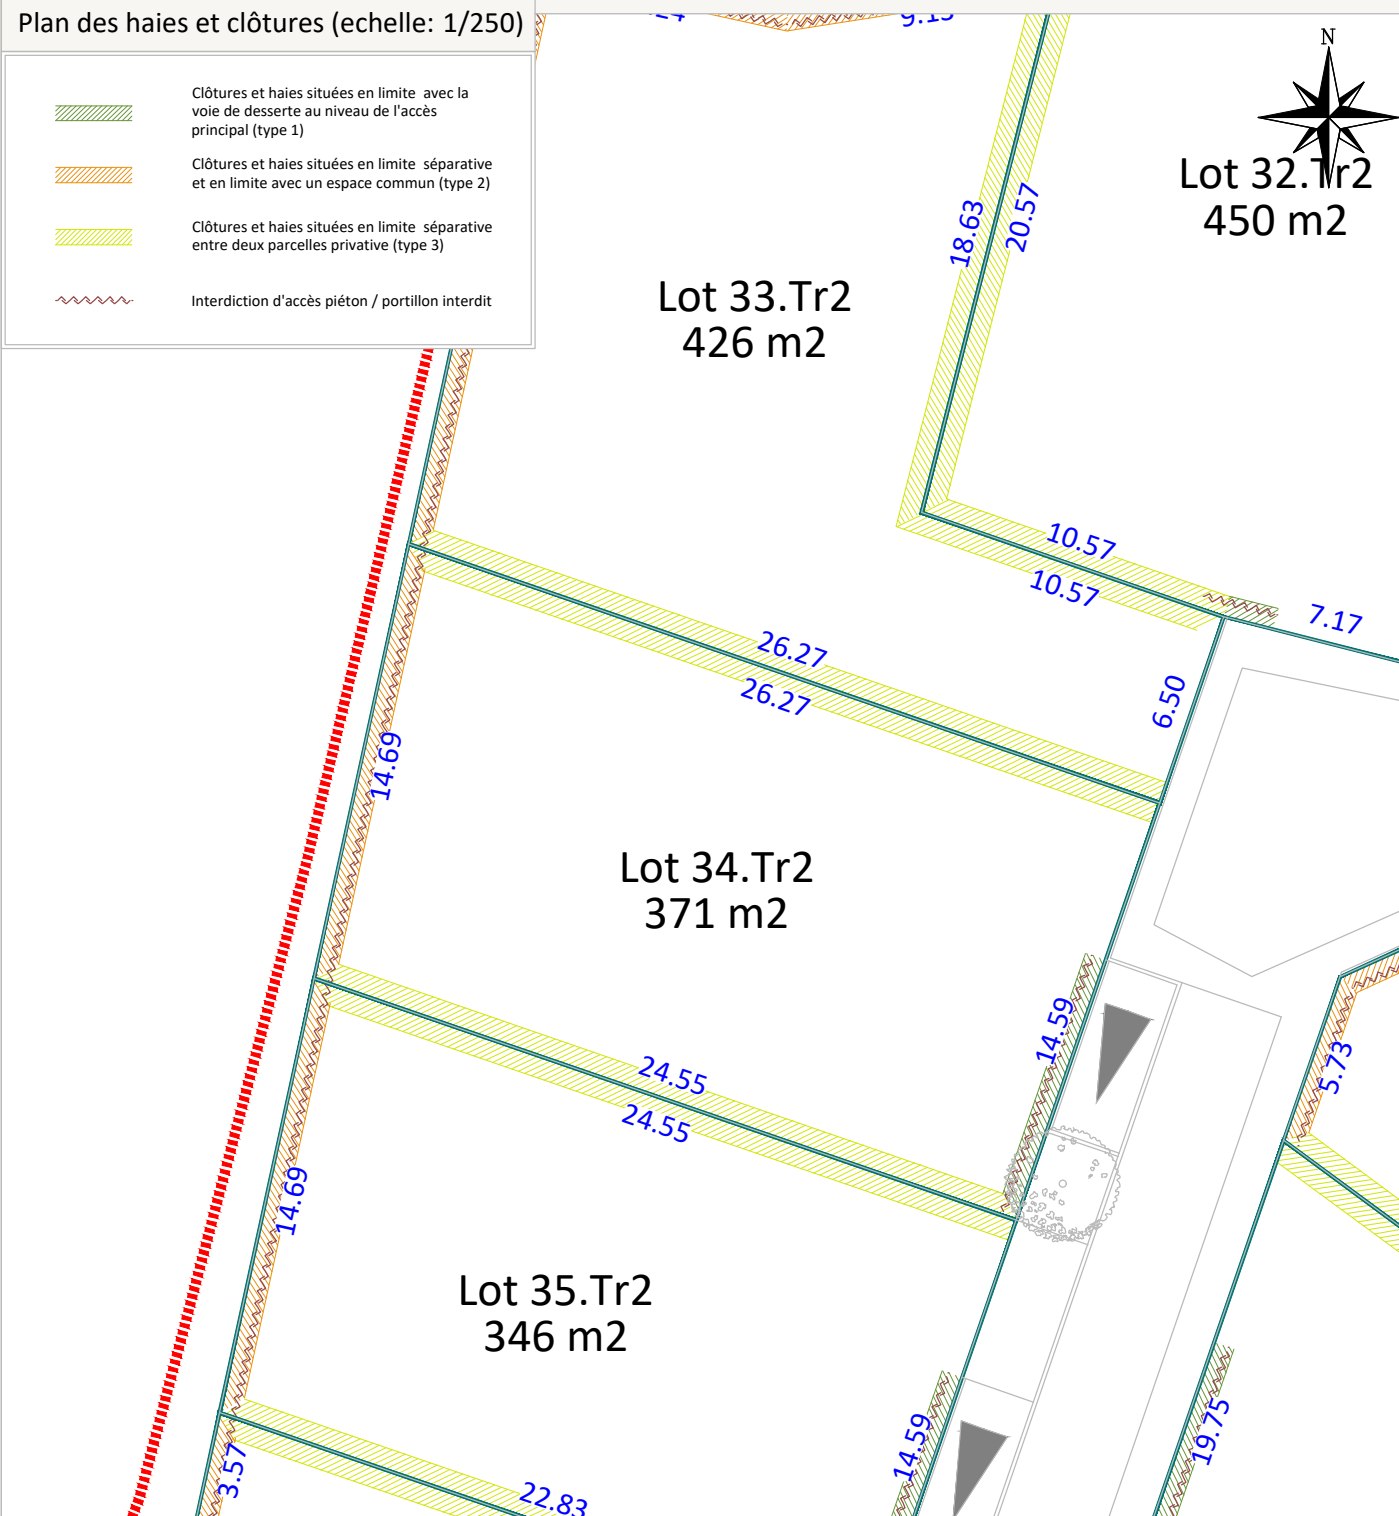 Plan des haies et clôtures (echelle: 1/250)
Clôtures et haies situées en limite avec la
voie de desserte au niveau de l'accès
principal (type 1)
Clôtures et haies situées en limite séparative
et en limite avec un espace commun (type 2)
Clôtures et haies situées en limite séparative
entre deux parcelles privative (type 3)
Interdiction d'accès piéton / portillon interdit
N
Lot 32.Tr2
450 m2
18.63
20.57
Lot 33.Tr2
426 m2
10.57
10.57
7.17
26.27
26.27
6.50
14.69
Lot 34.Tr2
371 m2
14.59
5.73
24.55
24.55
14.69
Lot 35.Tr2
346 m2
14.59
19.75
3.57
22.83